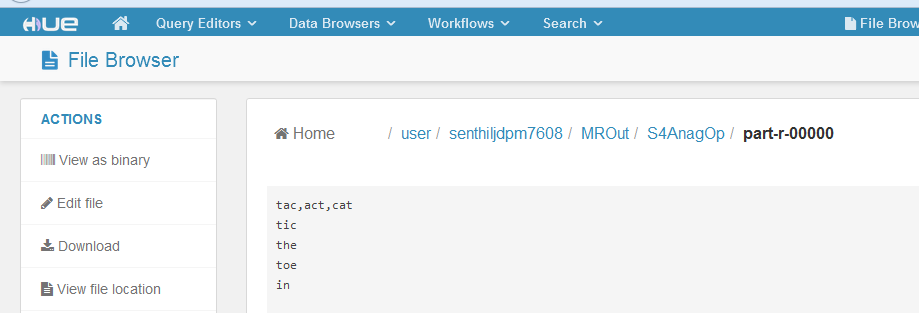 HUE Query Editors Data Browsers Workflows Search File Brow
File Browser
ACTIONS
View as binary
Edit file
Download
View file location
Home / user / senthiljdpm7608 / MROut / S4AnagOp / part-r-00000
tac,act,cat
tic
the
toe
in